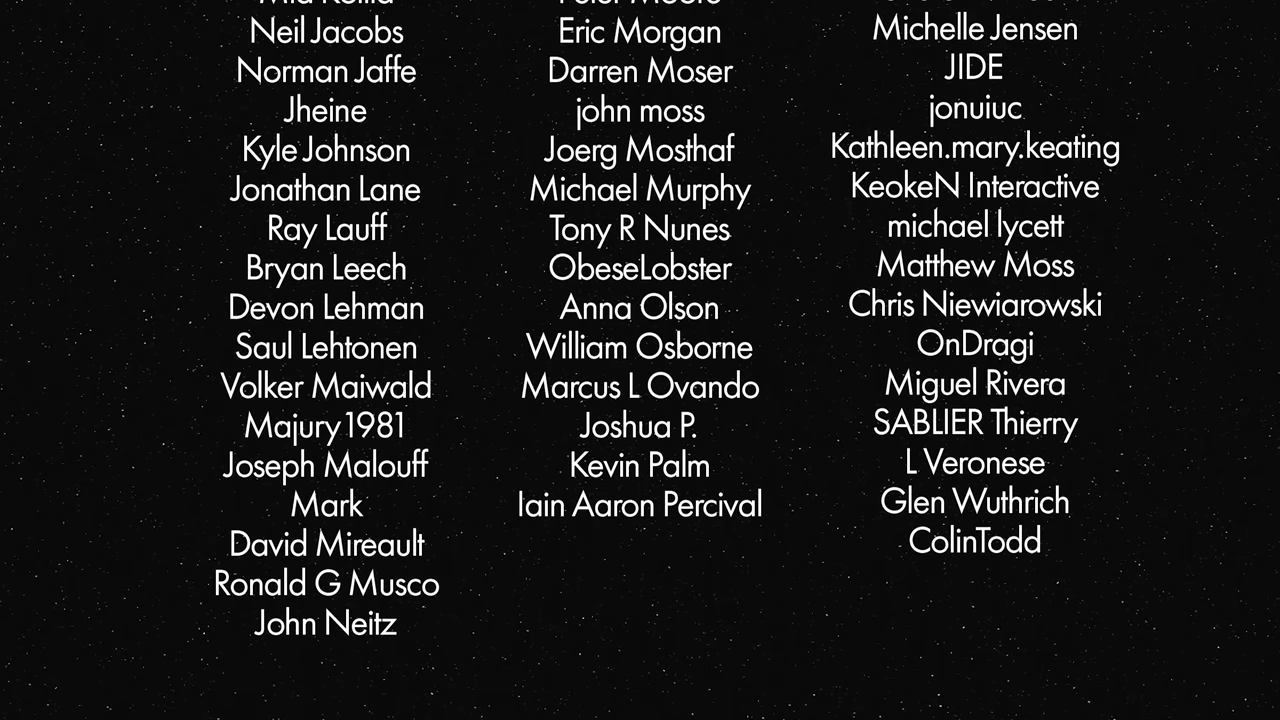 Neil Jacobs
Norman Jaffe
Jheine
Kyle Johnson
Jonathan Lane
Ray Lauff
Bryan Leech
Devon Lehman
Saul Lehtonen
Volker Maiwald
Majury1981
Joseph Malouff
Mark
David Mireault
Ronald G Musco
John Neitz
Eric Morgan
Darren Moser
john moss
Joerg Mosthaf
Michael Murphy
Tony R Nunes
ObeseLobster
Anna Olson
William Osborne
Marcus L Ovando
Joshua P.
Kevin Palm
Iain Aaron Percival
Michelle Jensen
JIDE
jonuiuc
Kathleen.mary.keating
KeokeN Interactive
michael lycett
Matthew Moss
Chris Niewiarowski
OnDragi
Miguel Rivera
SABLIER Thierry
L Veronese
Glen Wuthrich
ColinTodd